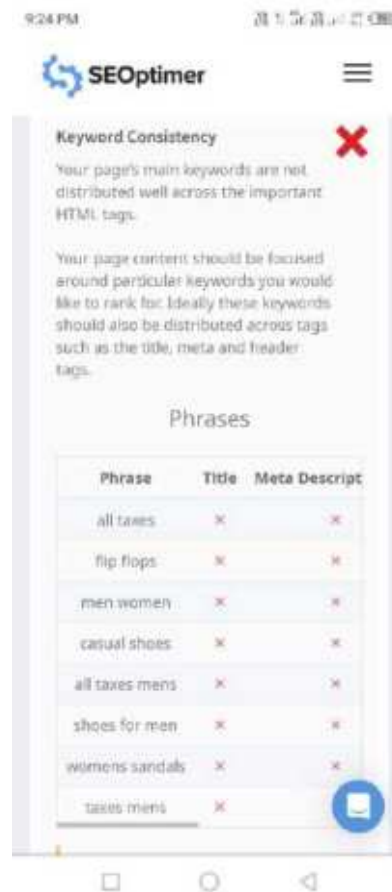 9:24 PM
SEOptimer
Keyword Consistency
Your page's main keywords are not
distributed well across the important
HTML tags.
Your page content should be focused
around particular keywords you would
like to rank for. Ideally these keywords
should also be distributed across tags
such as the title, meta and header
tags.
Phrases
Phrase Title Meta Descript
all taxes × ×
flip flops × ×
men women × ×
casual shoes × ×
all taxes mens × ×
shoes for men × ×
womens sandals × ×
taxes mens ×